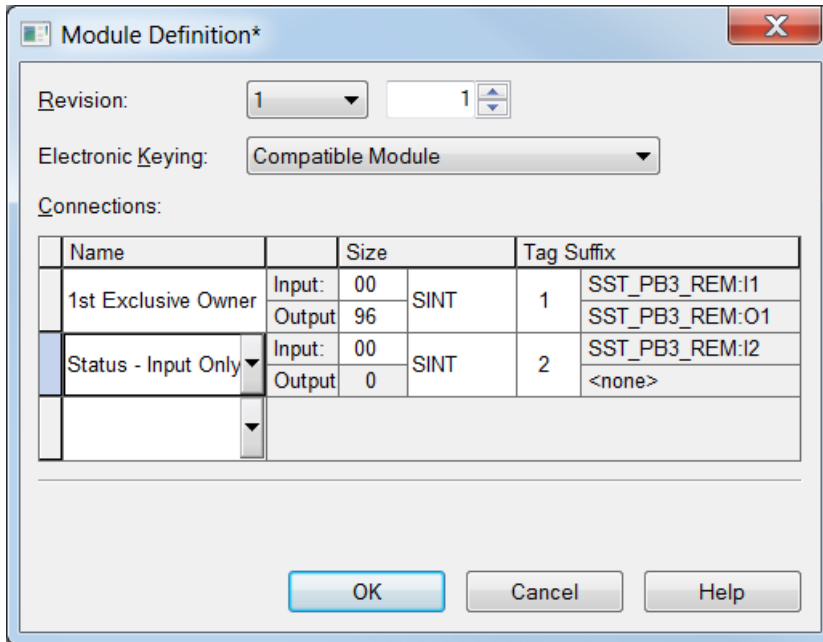 Module Definition*
Revision: 1 1
Electronic Keying: Compatible Module
Connections:
Name Size Tag Suffix
1st Exclusive Owner Input: 00 SINT 1 SST_PB3_REM:I1
Output 96 SST_PB3_REM:O1
Status - Input Only Input: 00 SINT 2 SST_PB3_REM:I2
Output 0 <none>
OK Cancel Help